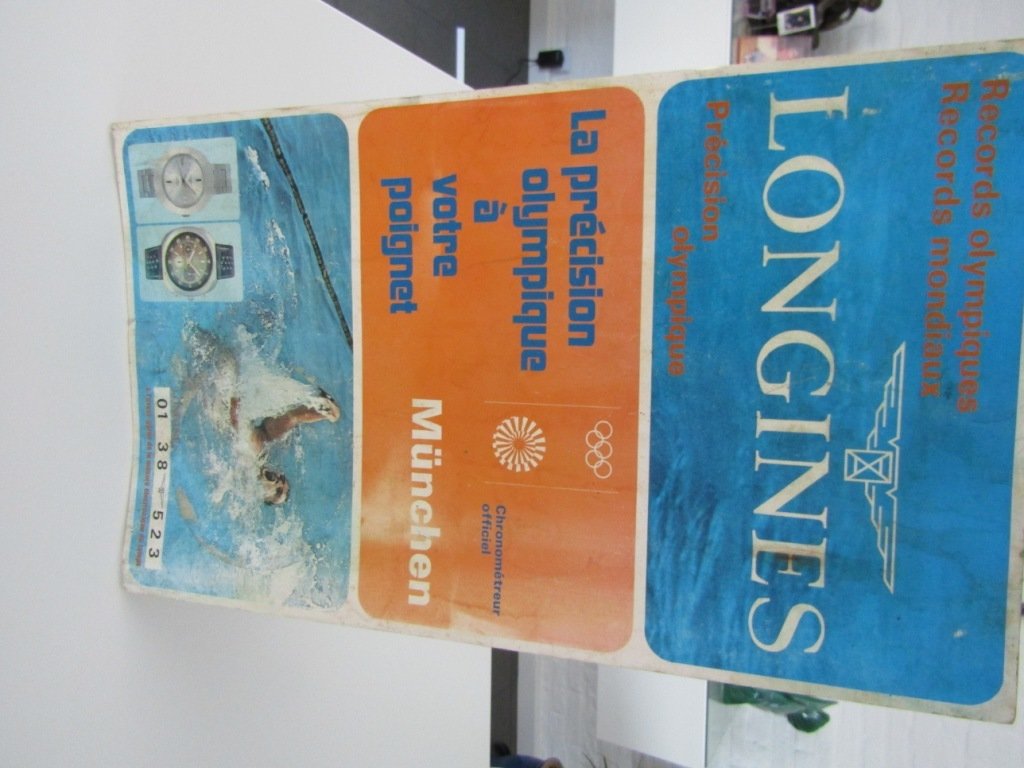 Records olympiques
Records mondiaux
LONGINES
Précision
olympique
La précision
olympique
à
votre
poignet
Chronométreur
officiel
München
01 38 523